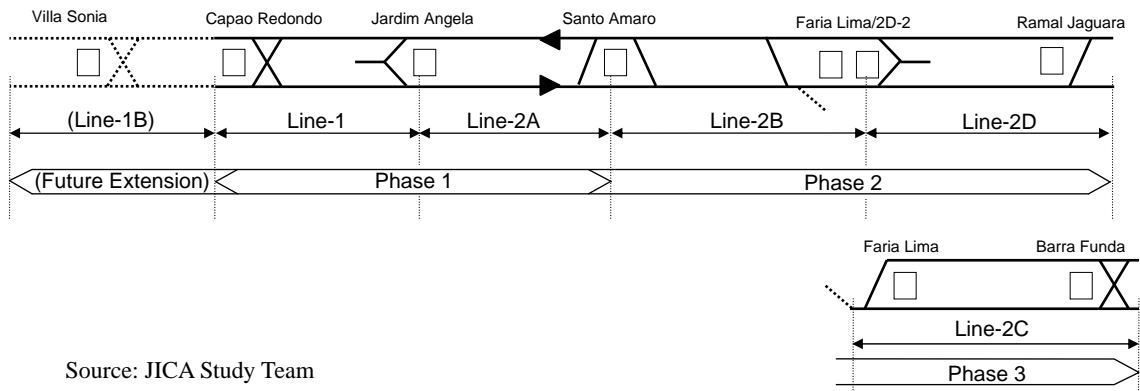 Villa Sonia
Capao Redondo
Jardim Angela
Santo Amaro
Faria Lima/2D-2
Ramal Jaguara
(Line-1B)
Line-1
Line-2A
Line-2B
Line-2D
(Future Extension)
Phase 1
Phase 2
Faria Lima
Barra Funda
Line-2C
Phase 3
Source: JICA Study Team